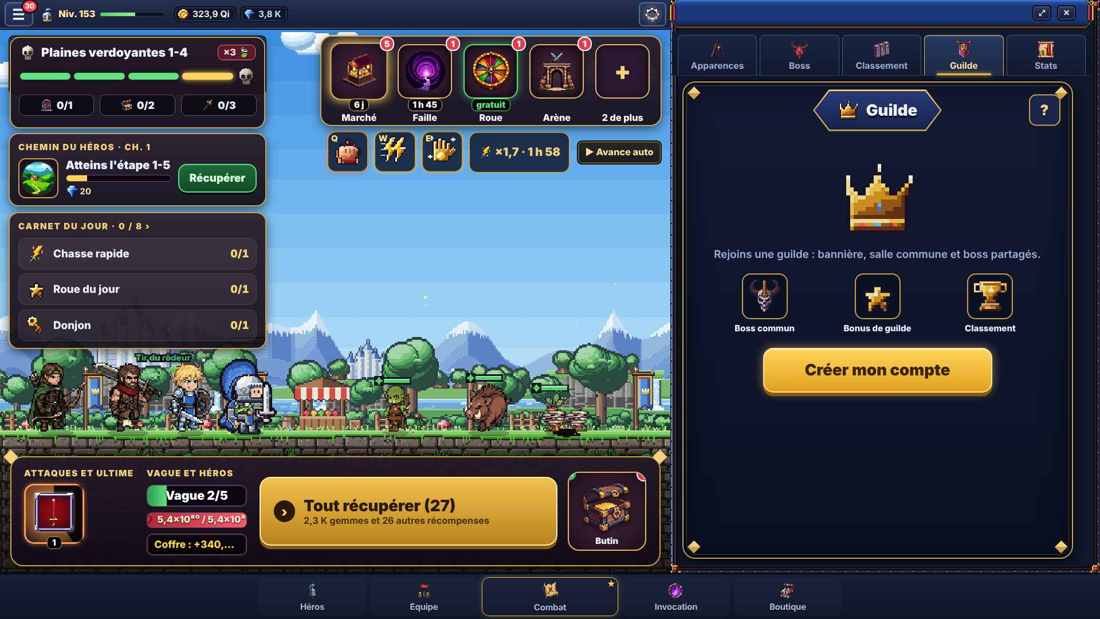 30
Niv. 153
323,9 Qi
3,8 K
Plaines verdoyantes 1-4
×3
0/1
0/2
0/3
CHEMIN DU HÉROS · CH. 1
Atteins l'étape 1-5
20
Récupérer
CARNET DU JOUR · 0 / 8 ›
Chasse rapide
0/1
Roue du jour
0/1
Donjon
0/1
5
6 j
Marché
1
1 h 45
Faille
1
gratuit
Roue
1
Arène
+
2 de plus
Q
W
E
×1,7 · 1 h 58
Avance auto
Tir du rôdeur
ATTAQUES ET ULTIME
1
VAGUE ET HÉROS
Vague 2/5
Coffre : +340,...
Tout récupérer (27)
2,3 K gemmes et 26 autres récompenses
Butin
Héros
Équipe
Combat
Invocation
Boutique
Apparences
Boss
Classement
Guilde
Stats
Guilde
?
Rejoins une guilde : bannière, salle commune et boss partagés.
Boss commun
Bonus de guilde
Classement
Créer mon compte